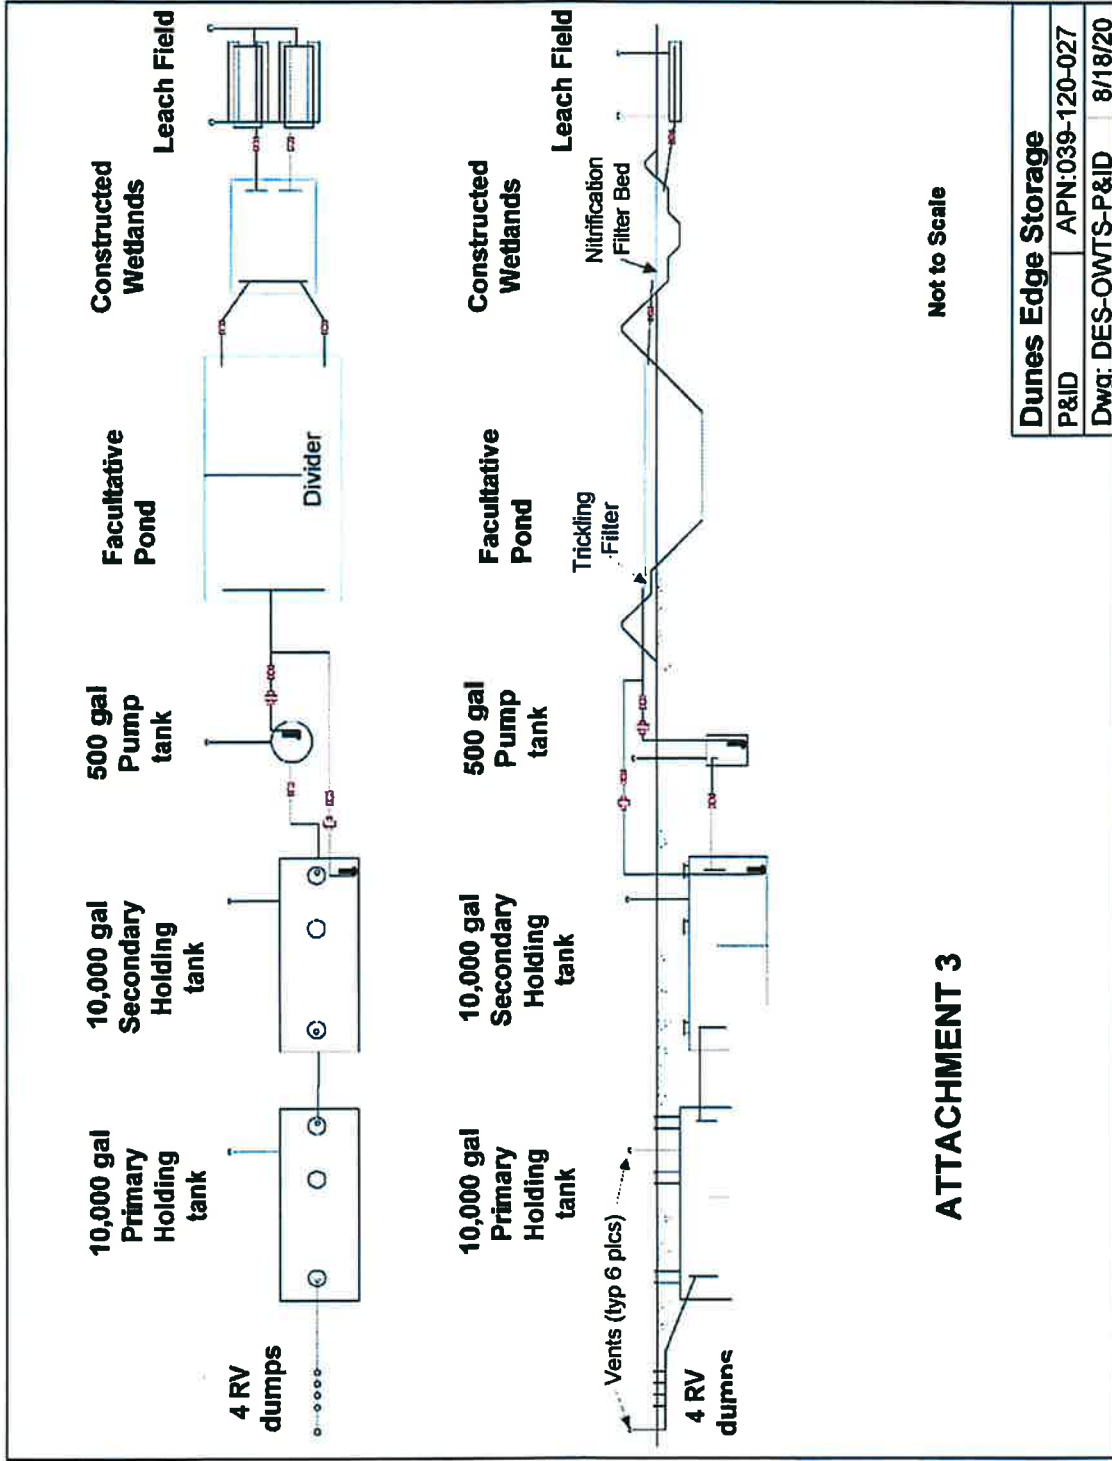 4 RV
dumps
10,000 gal
Primary
Holding
tank
10,000 gal
Secondary
Holding
tank
500 gal
Pump
tank
Facultative
Pond
Constructed
Wetlands
Leach Field
Divider
Vents (typ 6 plcs)
4 RV
dumps
10,000 gal
Primary
Holding
tank
10,000 gal
Secondary
Holding
tank
500 gal
Pump
tank
Facultative
Pond
Trickling
Filter
Constructed
Wetlands
Nitrification
Filter Bed
Leach Field
Not to Scale
ATTACHMENT 3
Dunes Edge Storage
P&ID APN:039-120-027
Dwg: DES-OWTS-P&ID 8/18/20